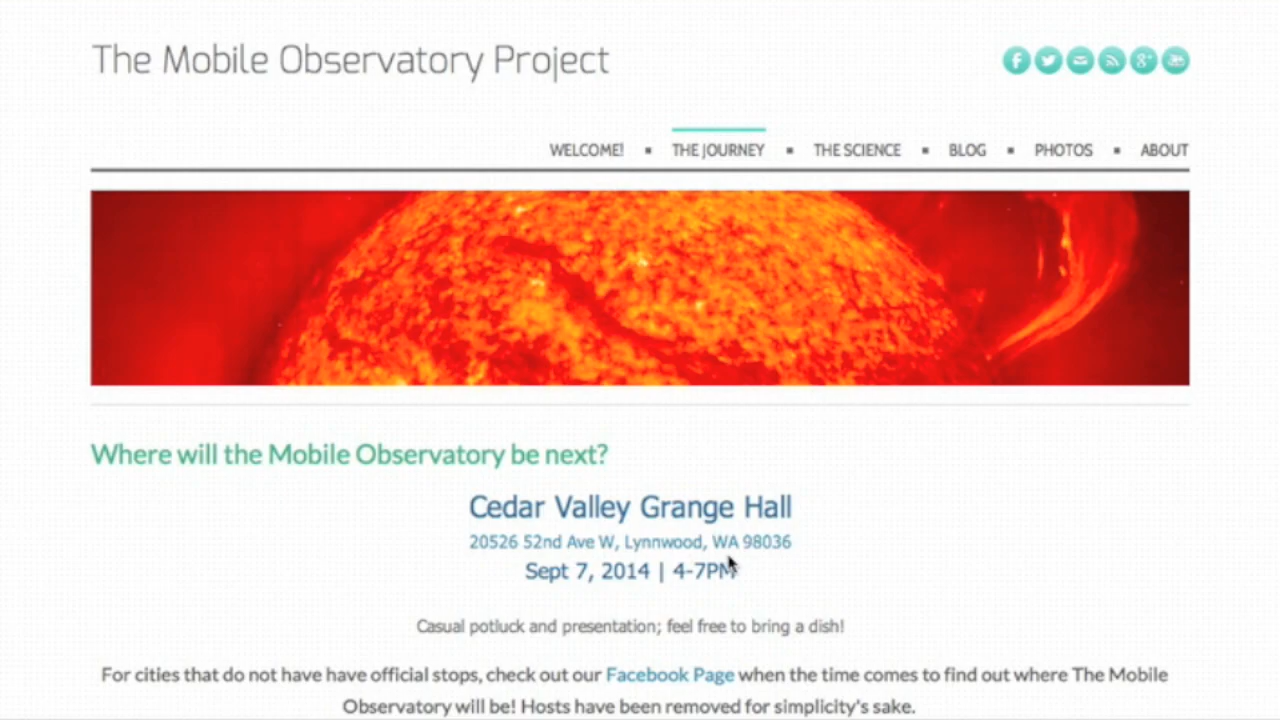 The Mobile Observatory Project
WELCOME! ▪ THE JOURNEY ▪ THE SCIENCE ▪ BLOG ▪ PHOTOS ▪ ABOUT
Where will the Mobile Observatory be next?
Cedar Valley Grange Hall
20526 52nd Ave W, Lynnwood, WA 98036
Sept 7, 2014 | 4-7PM
Casual potluck and presentation; feel free to bring a dish!
For cities that do not have have official stops, check out our Facebook Page when the time comes to find out where The Mobile
Observatory will be! Hosts have been removed for simplicity's sake.